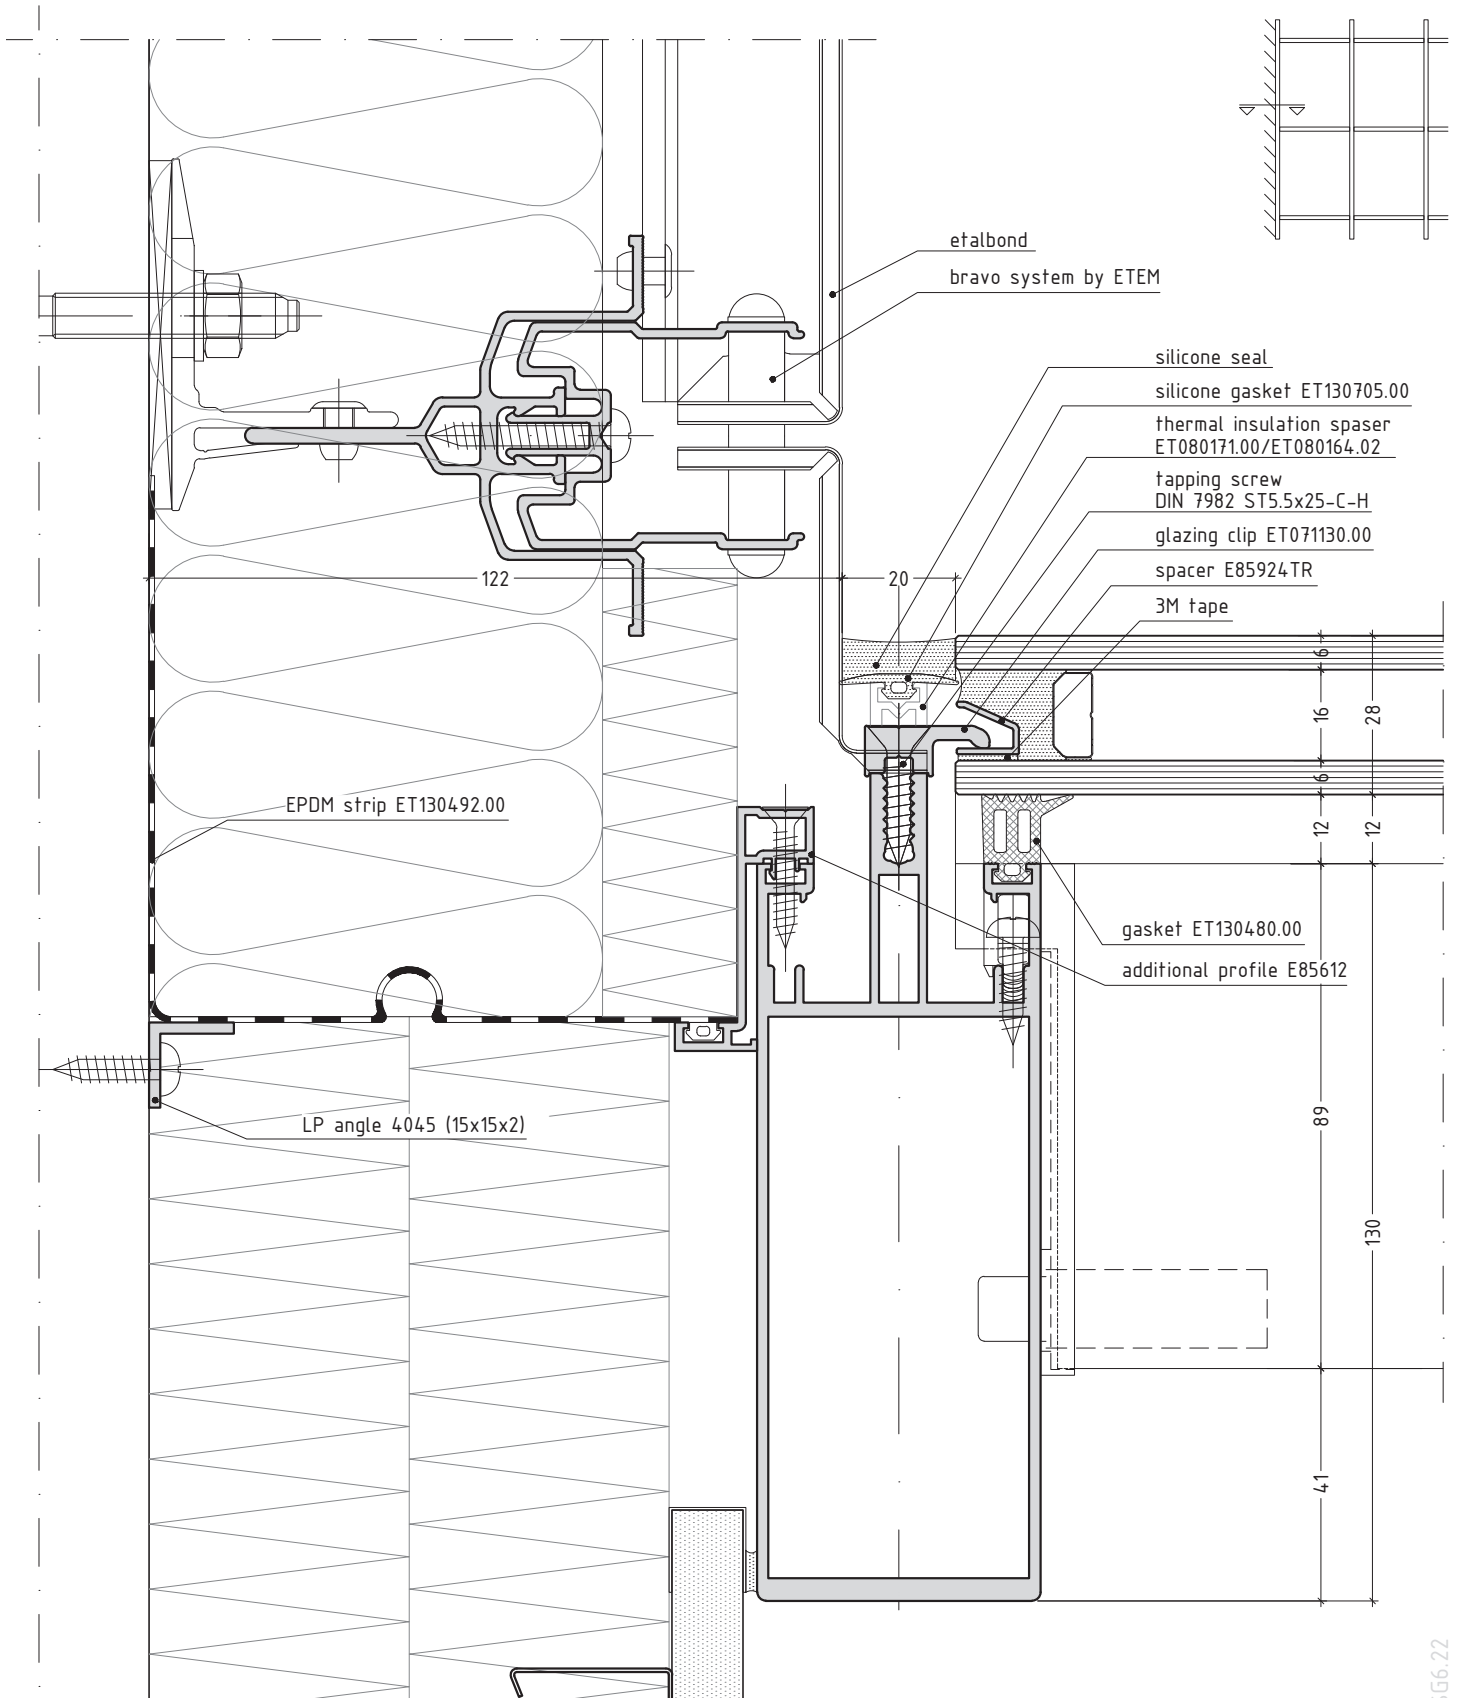 etalbond
bravo system by ETEM
silicone seal
silicone gasket ET130705.00
thermal insulation spaser
ET080171.00/ET080164.02
tapping screw
DIN 7982 ST5.5x25-C-H
glazing clip ET071130.00
spacer E85924TR
3M tape
122
20
6
16
28
6
12
12
EPDM strip ET130492.00
gasket ET130480.00
additional profile E85612
LP angle 4045 (15x15x2)
89
130
41